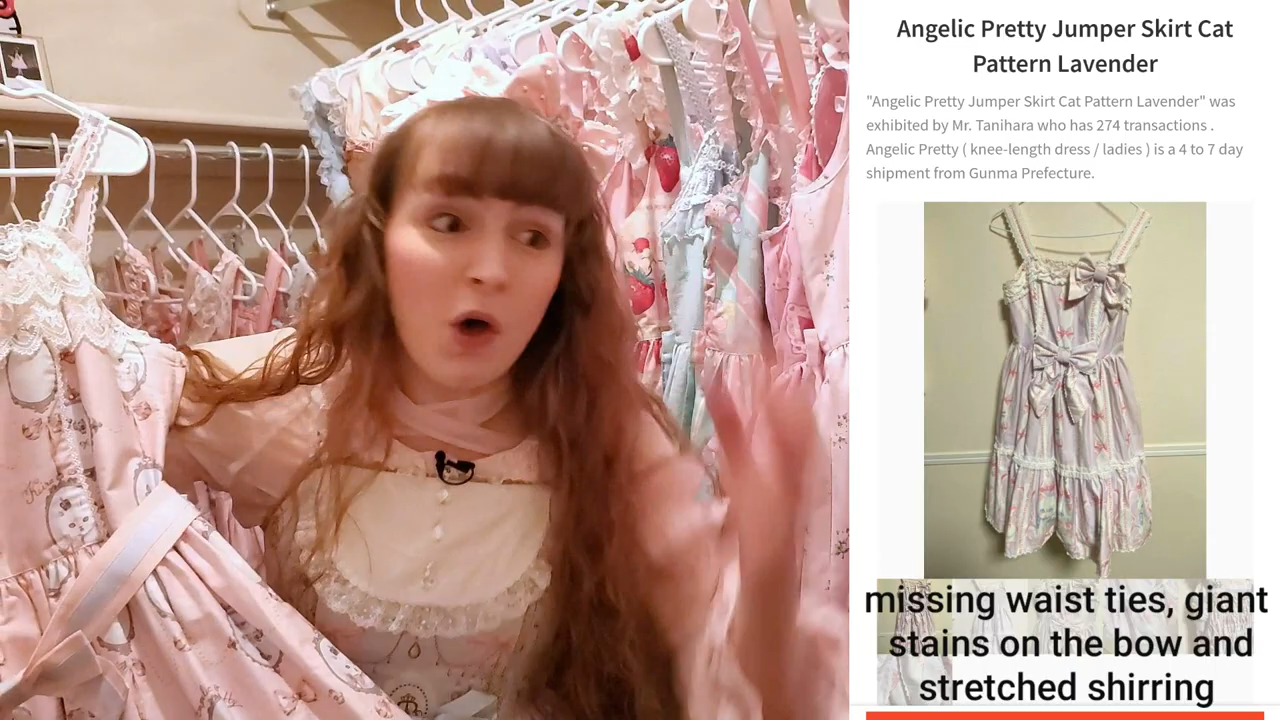 Angelic Pretty Jumper Skirt Cat
Pattern Lavender
"Angelic Pretty Jumper Skirt Cat Pattern Lavender" was
exhibited by Mr. Tanihara who has 274 transactions .
Angelic Pretty ( knee-length dress / ladies ) is a 4 to 7 day
shipment from Gunma Prefecture.
missing waist ties, giant
stains on the bow and
stretched shirring